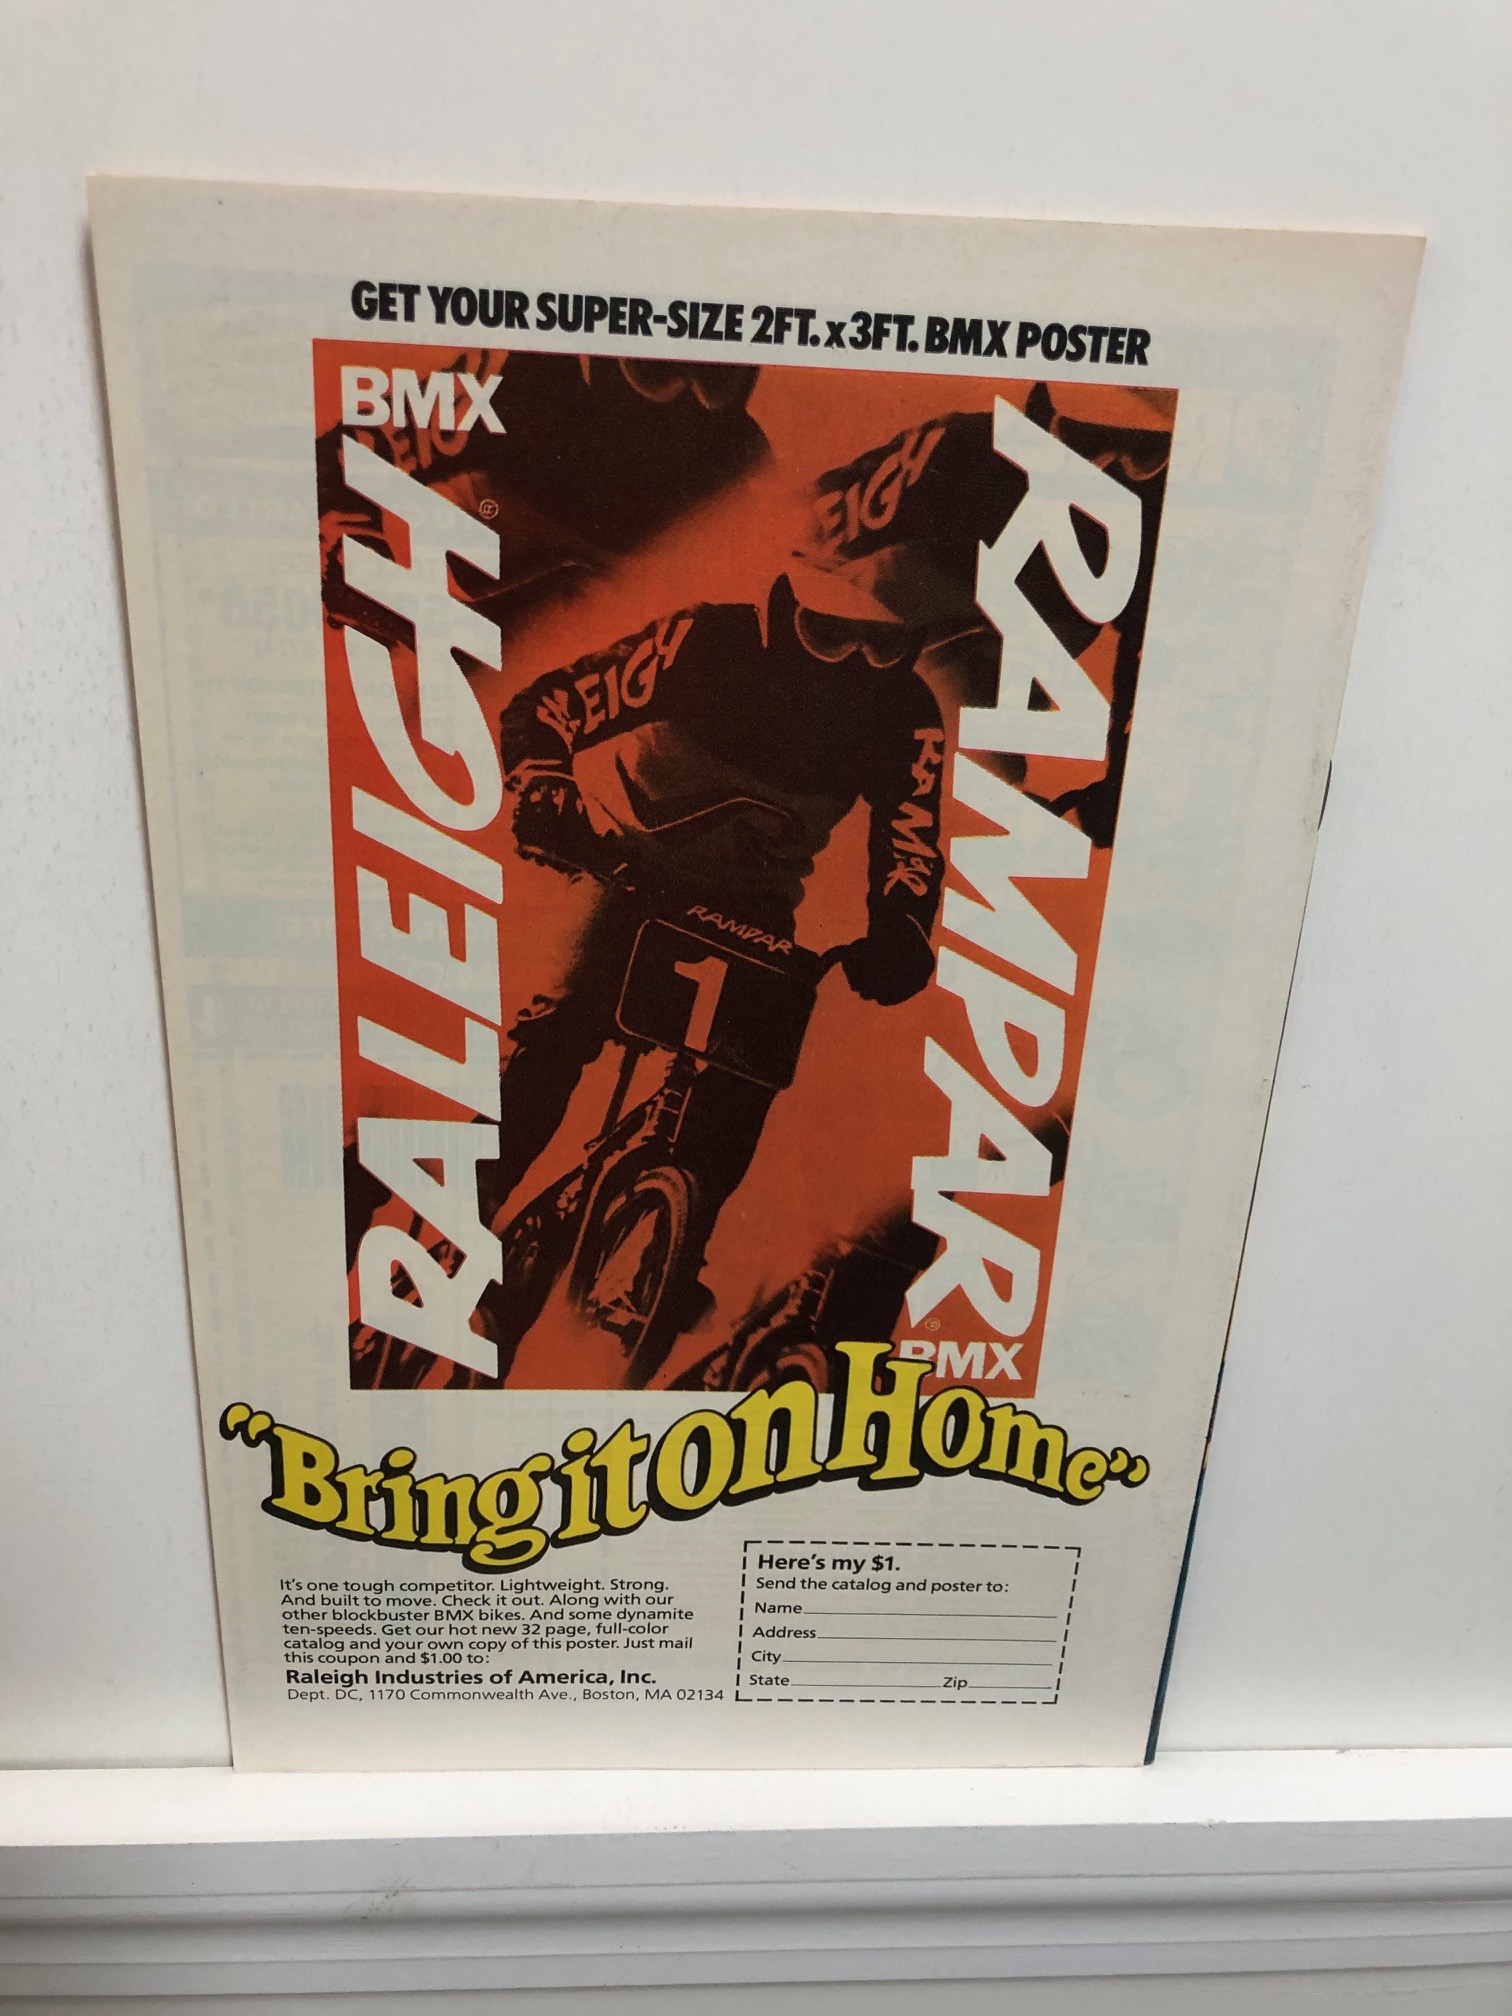 GET YOUR SUPER-SIZE 2FT. x 3FT. BMX POSTER
BMX
RALEIGH
®
EIGH
EIGH
LEIGH
RAMPAR
RAMPAR
1
RAMPAR
®
BMX
"Bring it on Home"
It's one tough competitor. Lightweight. Strong.
And built to move. Check it out. Along with our
other blockbuster BMX bikes. And some dynamite
ten-speeds. Get our hot new 32 page, full-color
catalog and your own copy of this poster. Just mail
this coupon and $1.00 to:
Raleigh Industries of America, Inc.
Dept. DC, 1170 Commonwealth Ave., Boston, MA 02134
Here's my $1.
Send the catalog and poster to:
Name
Address
City
State Zip